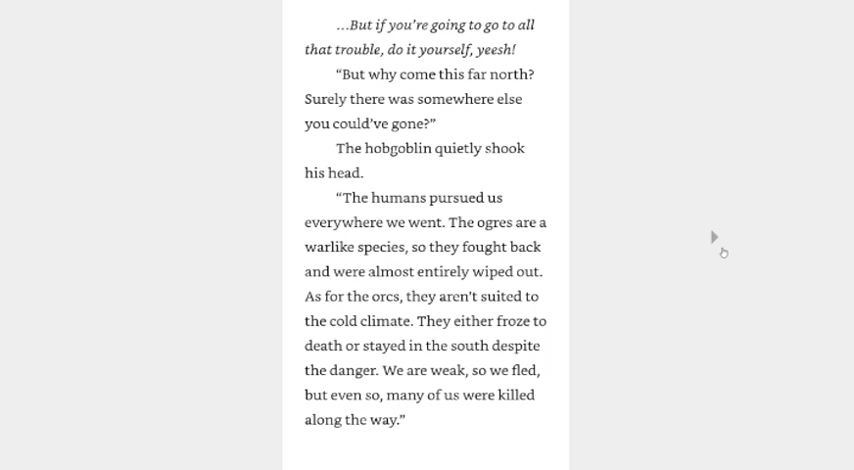 …But if you’re going to go to all
that trouble, do it yourself, yeesh!
“But why come this far north?
Surely there was somewhere else
you could’ve gone?”
The hobgoblin quietly shook
his head.
“The humans pursued us
everywhere we went. The ogres are a
warlike species, so they fought back
and were almost entirely wiped out.
As for the orcs, they aren’t suited to
the cold climate. They either froze to
death or stayed in the south despite
the danger. We are weak, so we fled,
but even so, many of us were killed
along the way.”